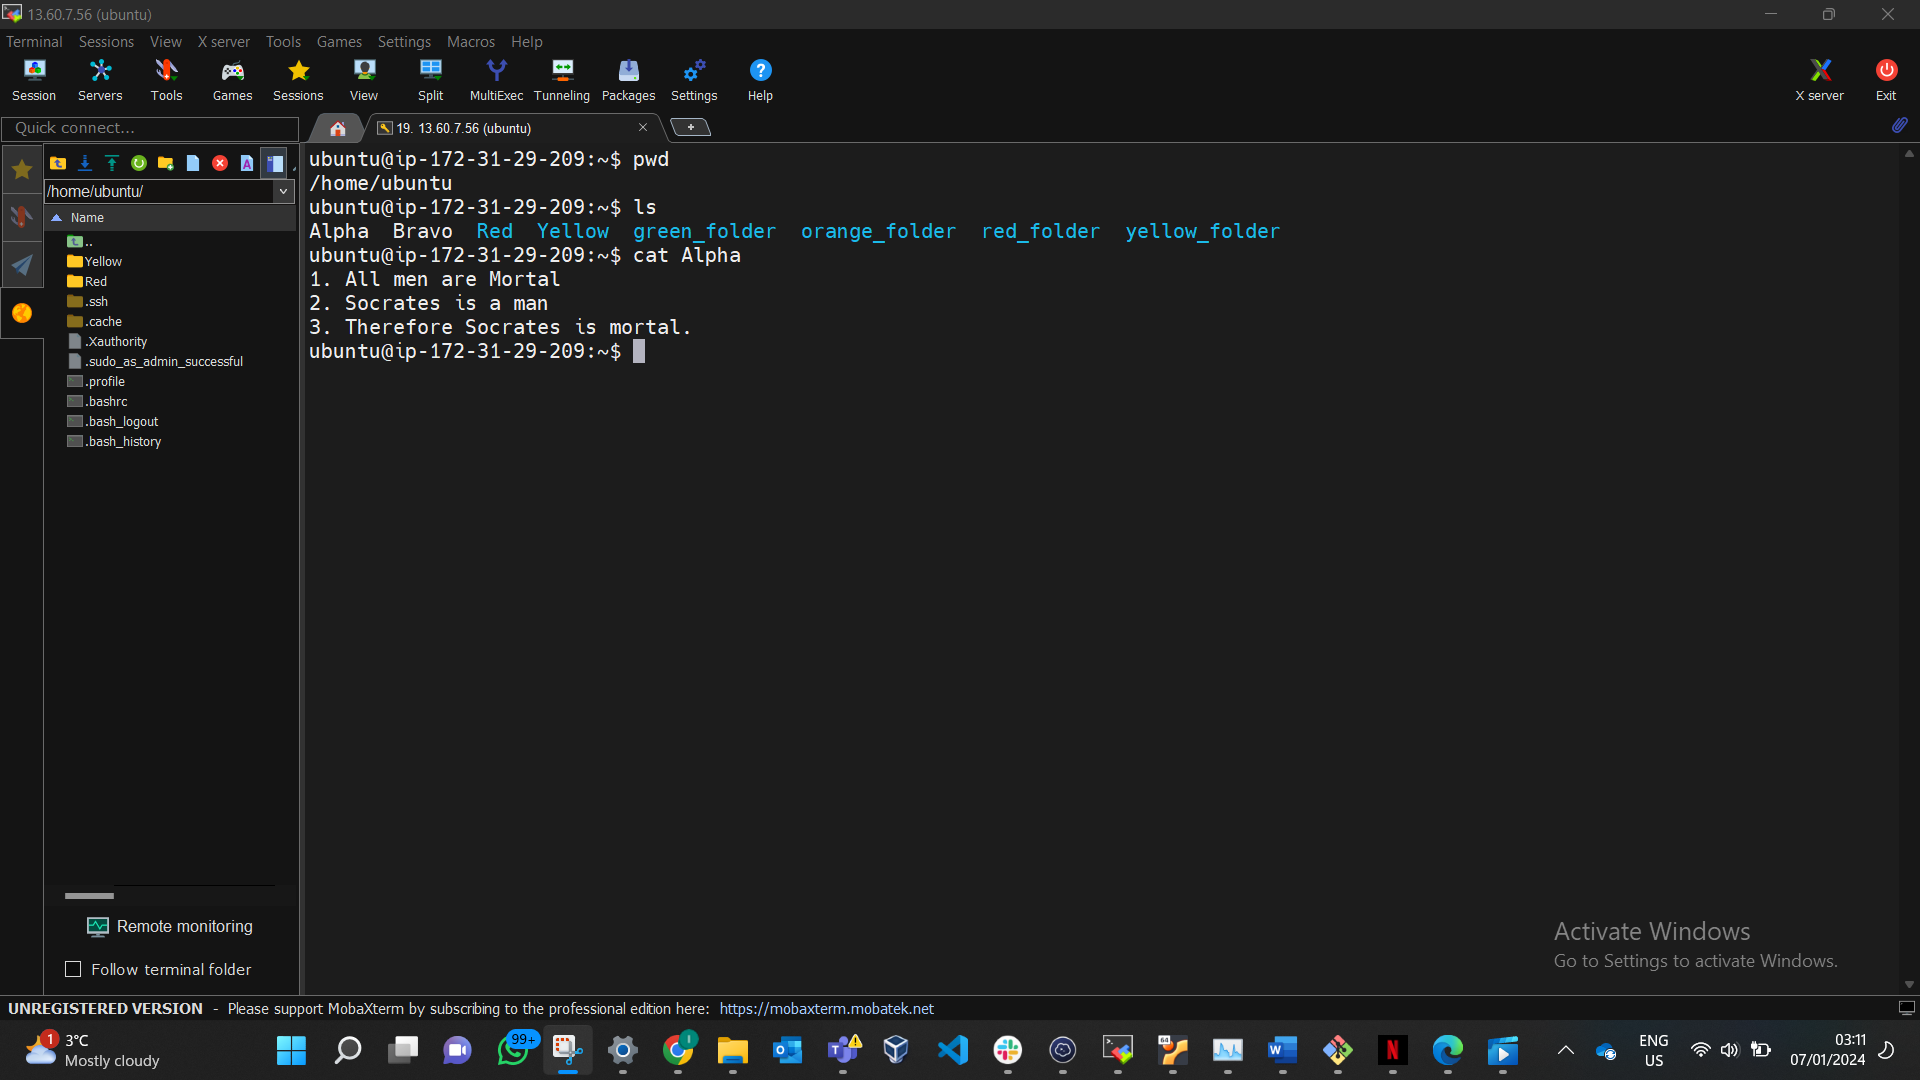 13.60.7.56 (ubuntu)
Terminal Sessions View X server Tools Games Settings Macros Help
Session Servers Tools Games Sessions View Split MultiExec Tunneling Packages Settings Help X server Exit
Quick connect...
19. 13.60.7.56 (ubuntu)
/home/ubuntu/
Name
..
Yellow
Red
.ssh
.cache
.Xauthority
.sudo_as_admin_successful
.profile
.bashrc
.bash_logout
.bash_history
Remote monitoring
Follow terminal folder
ubuntu@ip-172-31-29-209:~$ pwd
/home/ubuntu
ubuntu@ip-172-31-29-209:~$ ls
Alpha Bravo Red Yellow green_folder orange_folder red_folder yellow_folder
ubuntu@ip-172-31-29-209:~$ cat Alpha
1. All men are Mortal
2. Socrates is a man
3. Therefore Socrates is mortal.
ubuntu@ip-172-31-29-209:~$
Activate Windows
Go to Settings to activate Windows.
UNREGISTERED VERSION - Please support MobaXterm by subscribing to the professional edition here: https://mobaxterm.mobatek.net
1
3°C
Mostly cloudy
99+
I
64
ENG
US
03:11
07/01/2024